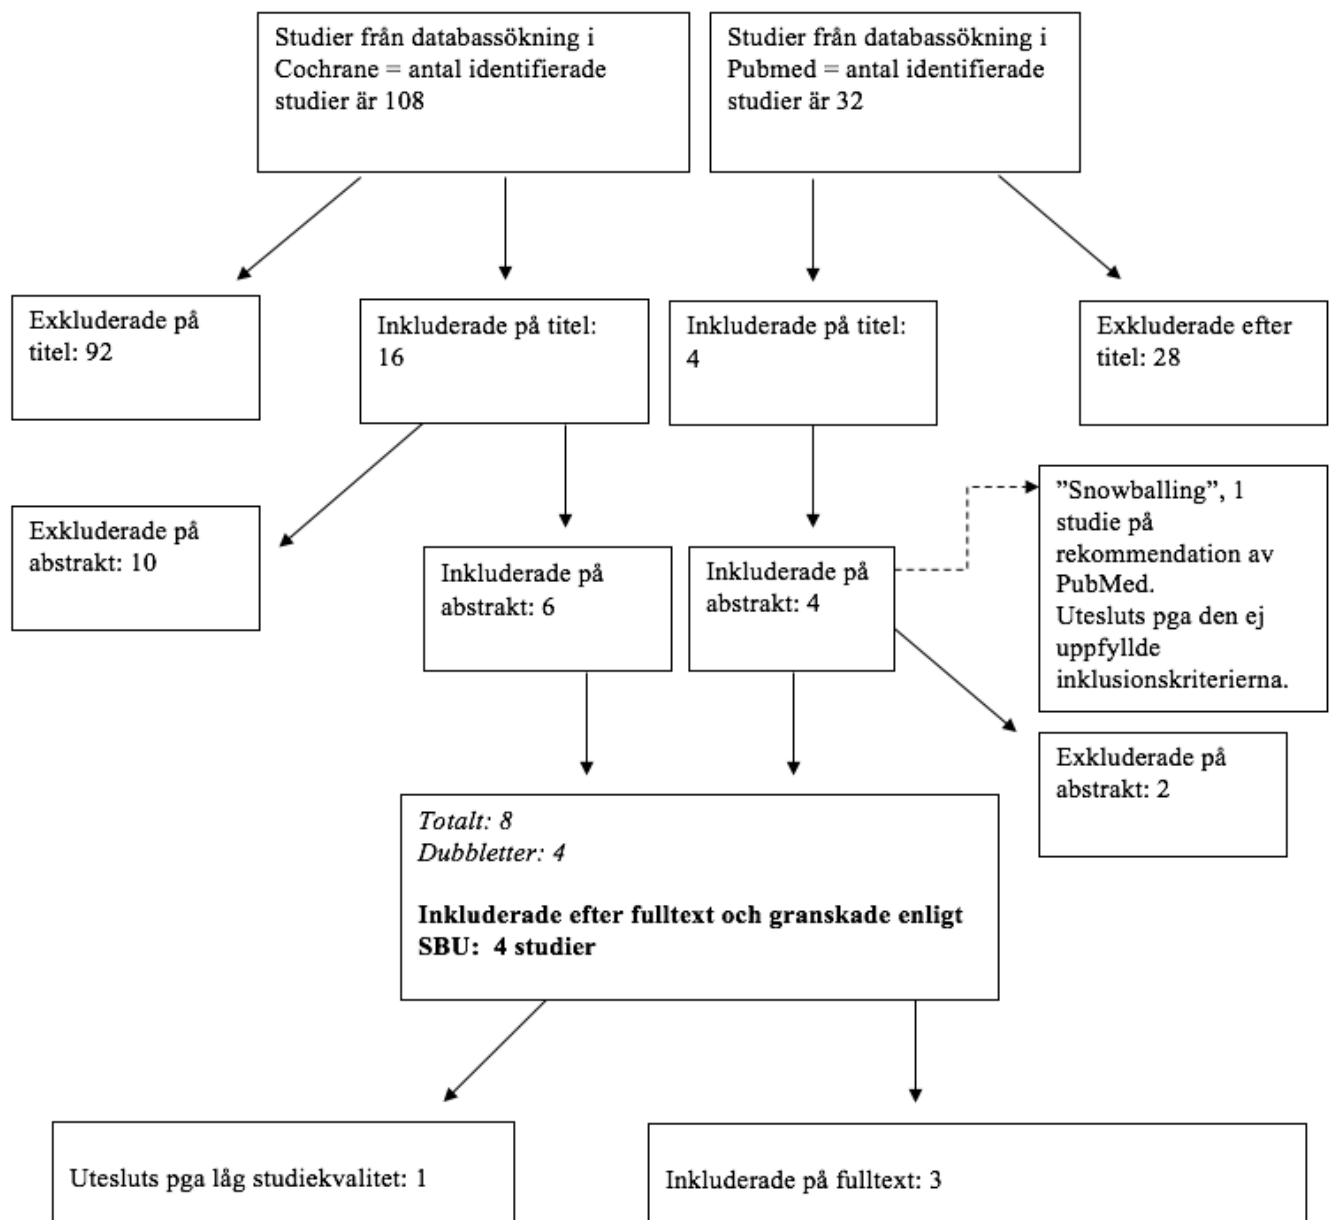 Studier från databassökning i
Cochrane = antal identifierade
studier är 108
Studier från databassökning i
Pubmed = antal identifierade
studier är 32
Exkluderade på
titel: 92
Inkluderade på titel:
16
Inkluderade på titel:
4
Exkluderade efter
titel: 28
Exkluderade på
abstrakt: 10
Inkluderade på
abstrakt: 6
Inkluderade på
abstrakt: 4
”Snowballing”, 1
studie på
rekommendation av
PubMed.
Utesluts pga den ej
uppfyllde
inklusionskriterierna.
Exkluderade på
abstrakt: 2
Totalt: 8
Dubbletter: 4
Inkluderade efter fulltext och granskade enligt
SBU: 4 studier
Utesluts pga låg studiekvalitet: 1
Inkluderade på fulltext: 3